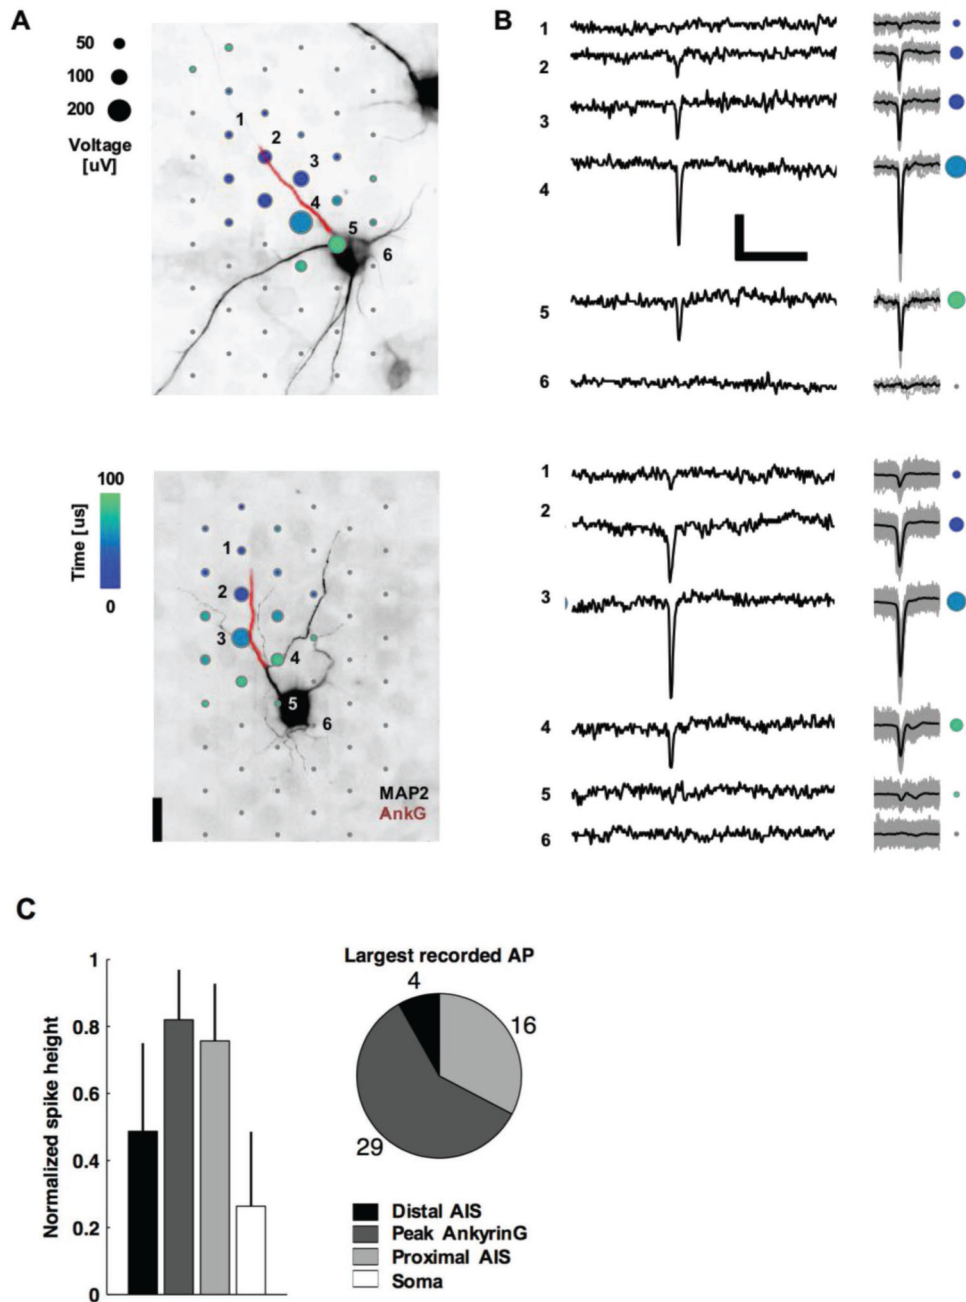 A
50
100
200
Voltage
[uV]
1
2
3
4
5
6
100
Time [us]
0
1
2
3
4
5
6
MAP2
AnkG
B
1
2
3
4
5
6
1
2
3
4
5
6
C
Normalized spike height
1
0.8
0.6
0.4
0.2
0
Largest recorded AP
4
16
29
Distal AIS
Peak AnkyrinG
Proximal AIS
Soma